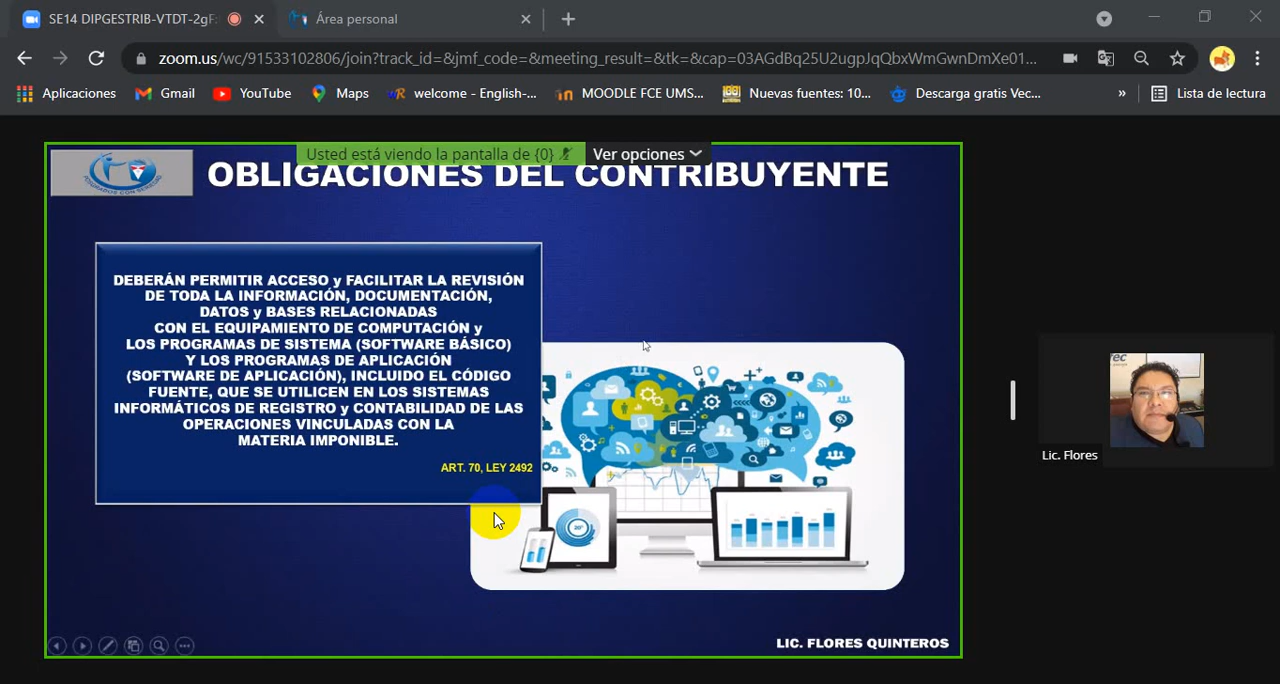 SE14 DIPGESTRIB-VTDT-2gF
Área personal
zoom.us/wc/91533102806/join?track_id=&jmf_code=&meeting_result=&tk=&cap=03AGdBq25U2ugpJqQbxWmGwnDmXe01...
Aplicaciones
Gmail
YouTube
Maps
welcome - English-...
MOODLE FCE UMS...
Nuevas fuentes: 10...
Descarga gratis Vec...
»
Lista de lectura
Usted está viendo la pantalla de {0}
Ver opciones
OBLIGACIONES DEL CONTRIBUYENTE
DEBERÁN PERMITIR ACCESO y FACILITAR LA REVISIÓN
DE TODA LA INFORMACIÓN, DOCUMENTACIÓN,
DATOS y BASES RELACIONADAS
CON EL EQUIPAMIENTO DE COMPUTACIÓN y
LOS PROGRAMAS DE SISTEMA (SOFTWARE BÁSICO)
Y LOS PROGRAMAS DE APLICACIÓN
(SOFTWARE DE APLICACIÓN), INCLUIDO EL CÓDIGO
FUENTE, QUE SE UTILICEN EN LOS SISTEMAS
INFORMÁTICOS DE REGISTRO y CONTABILIDAD DE LAS
OPERACIONES VINCULADAS CON LA
MATERIA IMPONIBLE.
ART. 70, LEY 2492
Lic. Flores
LIC. FLORES QUINTEROS